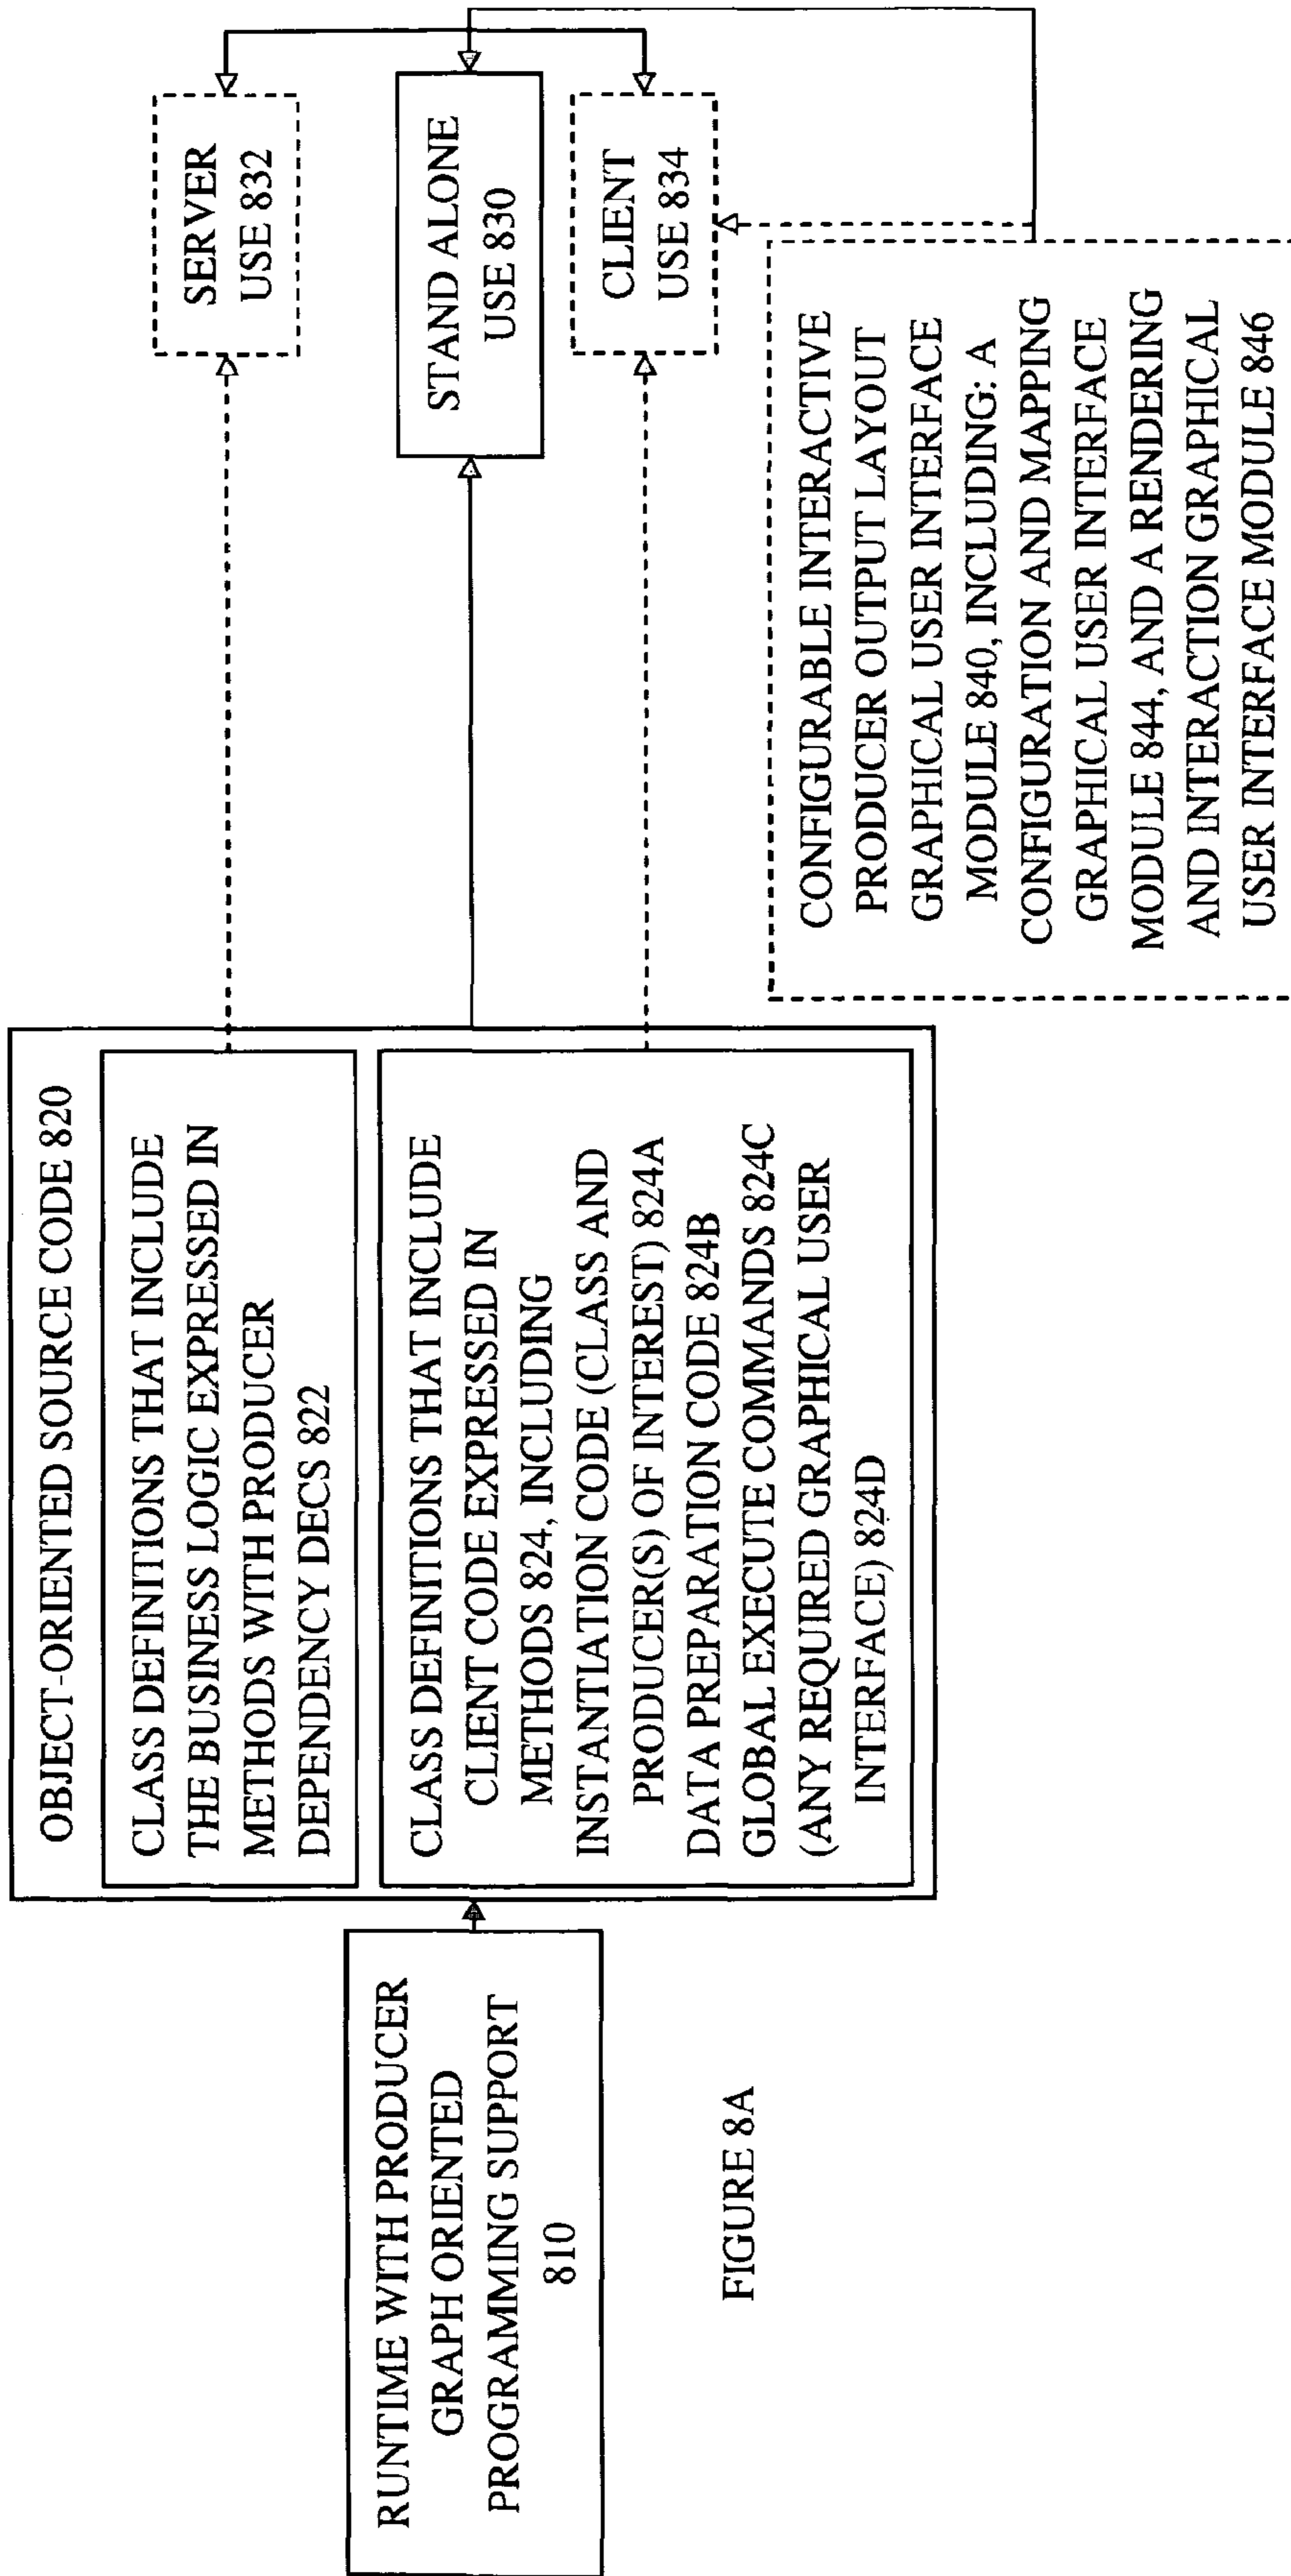 RUNTIME WITH PRODUCER
GRAPH ORIENTED
PROGRAMMING SUPPORT
810
OBJECT-ORIENTED SOURCE CODE 820
CLASS DEFINITIONS THAT INCLUDE
THE BUSINESS LOGIC EXPRESSED IN
METHODS WITH PRODUCER
DEPENDENCY DECS 822
CLASS DEFINITIONS THAT INCLUDE
CLIENT CODE EXPRESSED IN
METHODS 824, INCLUDING
INSTANTIATION CODE (CLASS AND
PRODUCER(S) OF INTEREST) 824A
DATA PREPARATION CODE 824B
GLOBAL EXECUTE COMMANDS 824C
(ANY REQUIRED GRAPHICAL USER
INTERFACE) 824D
SERVER
USE 832
STAND ALONE
USE 830
CLIENT
USE 834
CONFIGURABLE INTERACTIVE
PRODUCER OUTPUT LAYOUT
GRAPHICAL USER INTERFACE
MODULE 840, INCLUDING: A
CONFIGURATION AND MAPPING
GRAPHICAL USER INTERFACE
MODULE 844, AND A RENDERING
AND INTERACTION GRAPHICAL
USER INTERFACE MODULE 846
FIGURE 8A